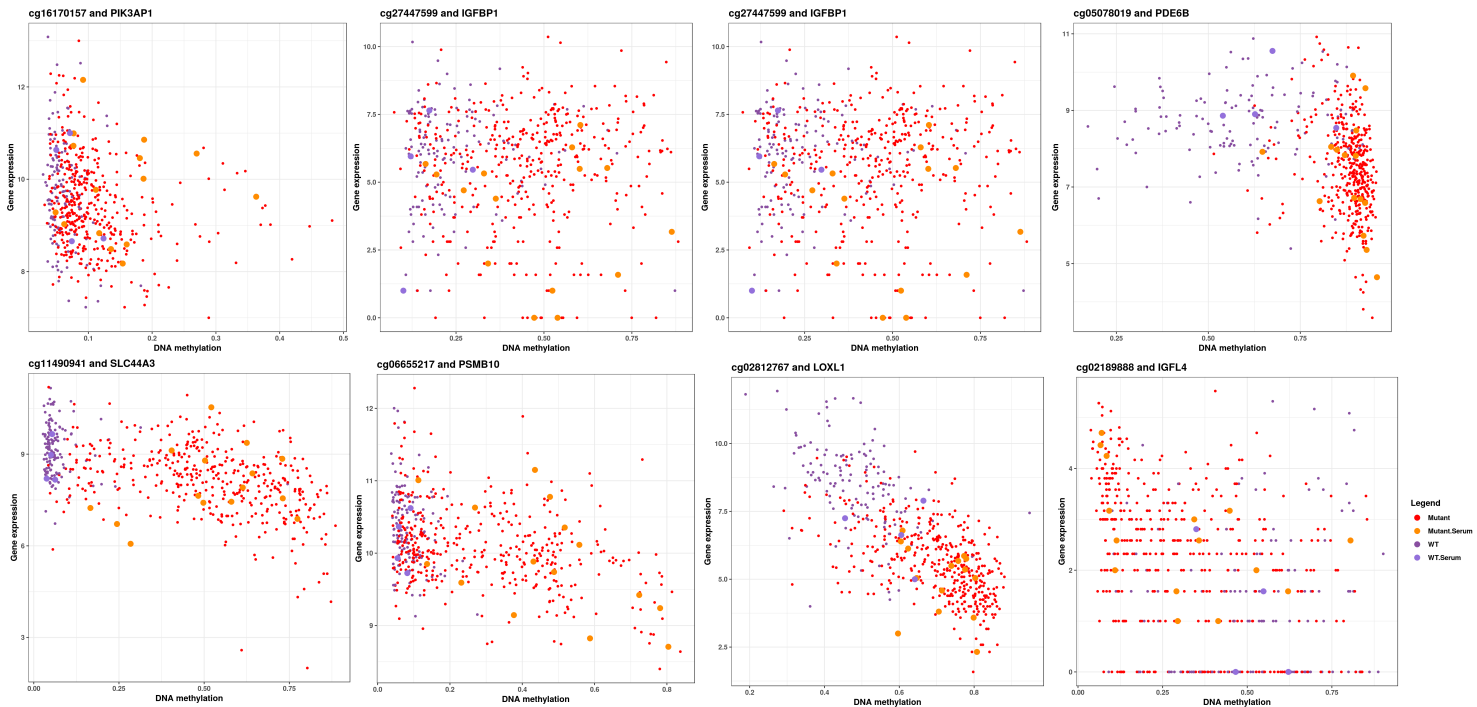 cg16170157 and PIK3AP1
cg27447599 and IGFBP1
cg27447599 and IGFBP1
cg05078019 and PDE6B
Gene expression
12
10
8
0.1
0.2
0.3
0.4
0.5
DNA methylation
Gene expression
10.0
7.5
5.0
2.5
0.0
0.25
0.50
0.75
DNA methylation
Gene expression
10.0
7.5
5.0
2.5
0.0
0.25
0.50
0.75
DNA methylation
Gene expression
11
9
7
5
0.25
0.50
0.75
DNA methylation
cg11490941 and SLC44A3
cg06655217 and PSMB10
cg02812767 and LOXL1
cg02189888 and IGFL4
Gene expression
9
6
3
0.00
0.25
0.50
0.75
DNA methylation
Gene expression
12
11
10
9
0.0
0.2
0.4
0.6
0.8
DNA methylation
Gene expression
10.0
7.5
5.0
2.5
0.2
0.4
0.6
0.8
DNA methylation
Gene expression
4
2
0
0.00
0.25
0.50
0.75
DNA methylation
Legend
Mutant
Mutant.Serum
WT
WT.Serum